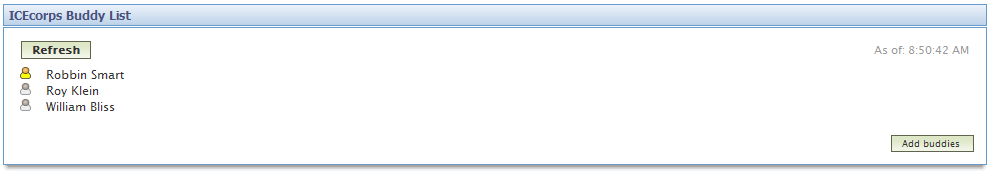 ICEcorps Buddy List
Refresh
As of: 8:50:42 AM
Robbin Smart
Roy Klein
William Bliss
Add buddies